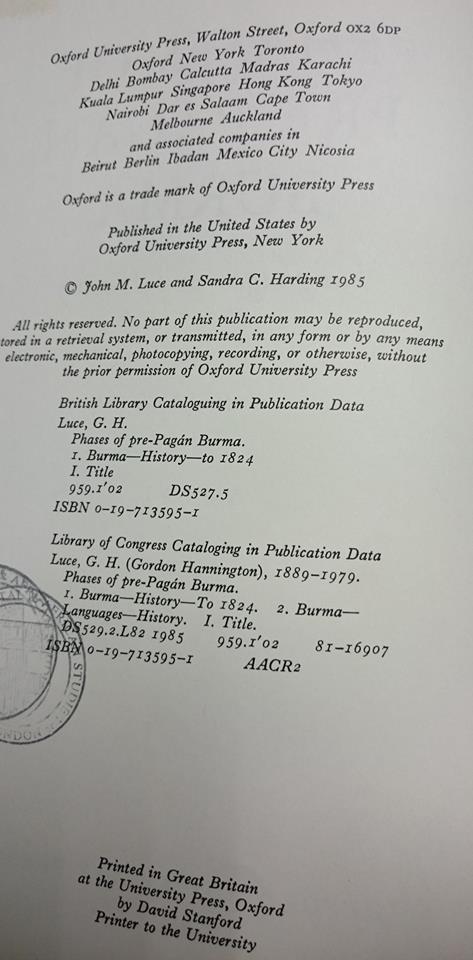 Oxford University Press, Walton Street, Oxford OX2 6DP
Oxford New York Toronto
Delhi Bombay Calcutta Madras Karachi
Kuala Lumpur Singapore Hong Kong Tokyo
Nairobi Dar es Salaam Cape Town
Melbourne Auckland
and associated companies in
Beirut Berlin Ibadan Mexico City Nicosia
Oxford is a trade mark of Oxford University Press
Published in the United States by
Oxford University Press, New York
© John M. Luce and Sandra C. Harding 1985
All rights reserved. No part of this publication may be reproduced,
tored in a retrieval system, or transmitted, in any form or by any means
electronic, mechanical, photocopying, recording, or otherwise, without
the prior permission of Oxford University Press
British Library Cataloguing in Publication Data
Luce, G. H.
Phases of pre-Pagán Burma.
1. Burma—History—to 1824
I. Title
959.1'02 DS527.5
ISBN 0-19-713595-1
Library of Congress Cataloging in Publication Data
Luce, G. H. (Gordon Hannington), 1889–1979.
Phases of pre-Pagán Burma.
1. Burma—History—To 1824. 2. Burma—
Languages—History. I. Title.
DS529.2.L82 1985 959.1'02 81-16907
ISBN 0-19-713595-1 AACR2
STUDIE
Printed in Great Britain
at the University Press, Oxford
by David Stanford
Printer to the University